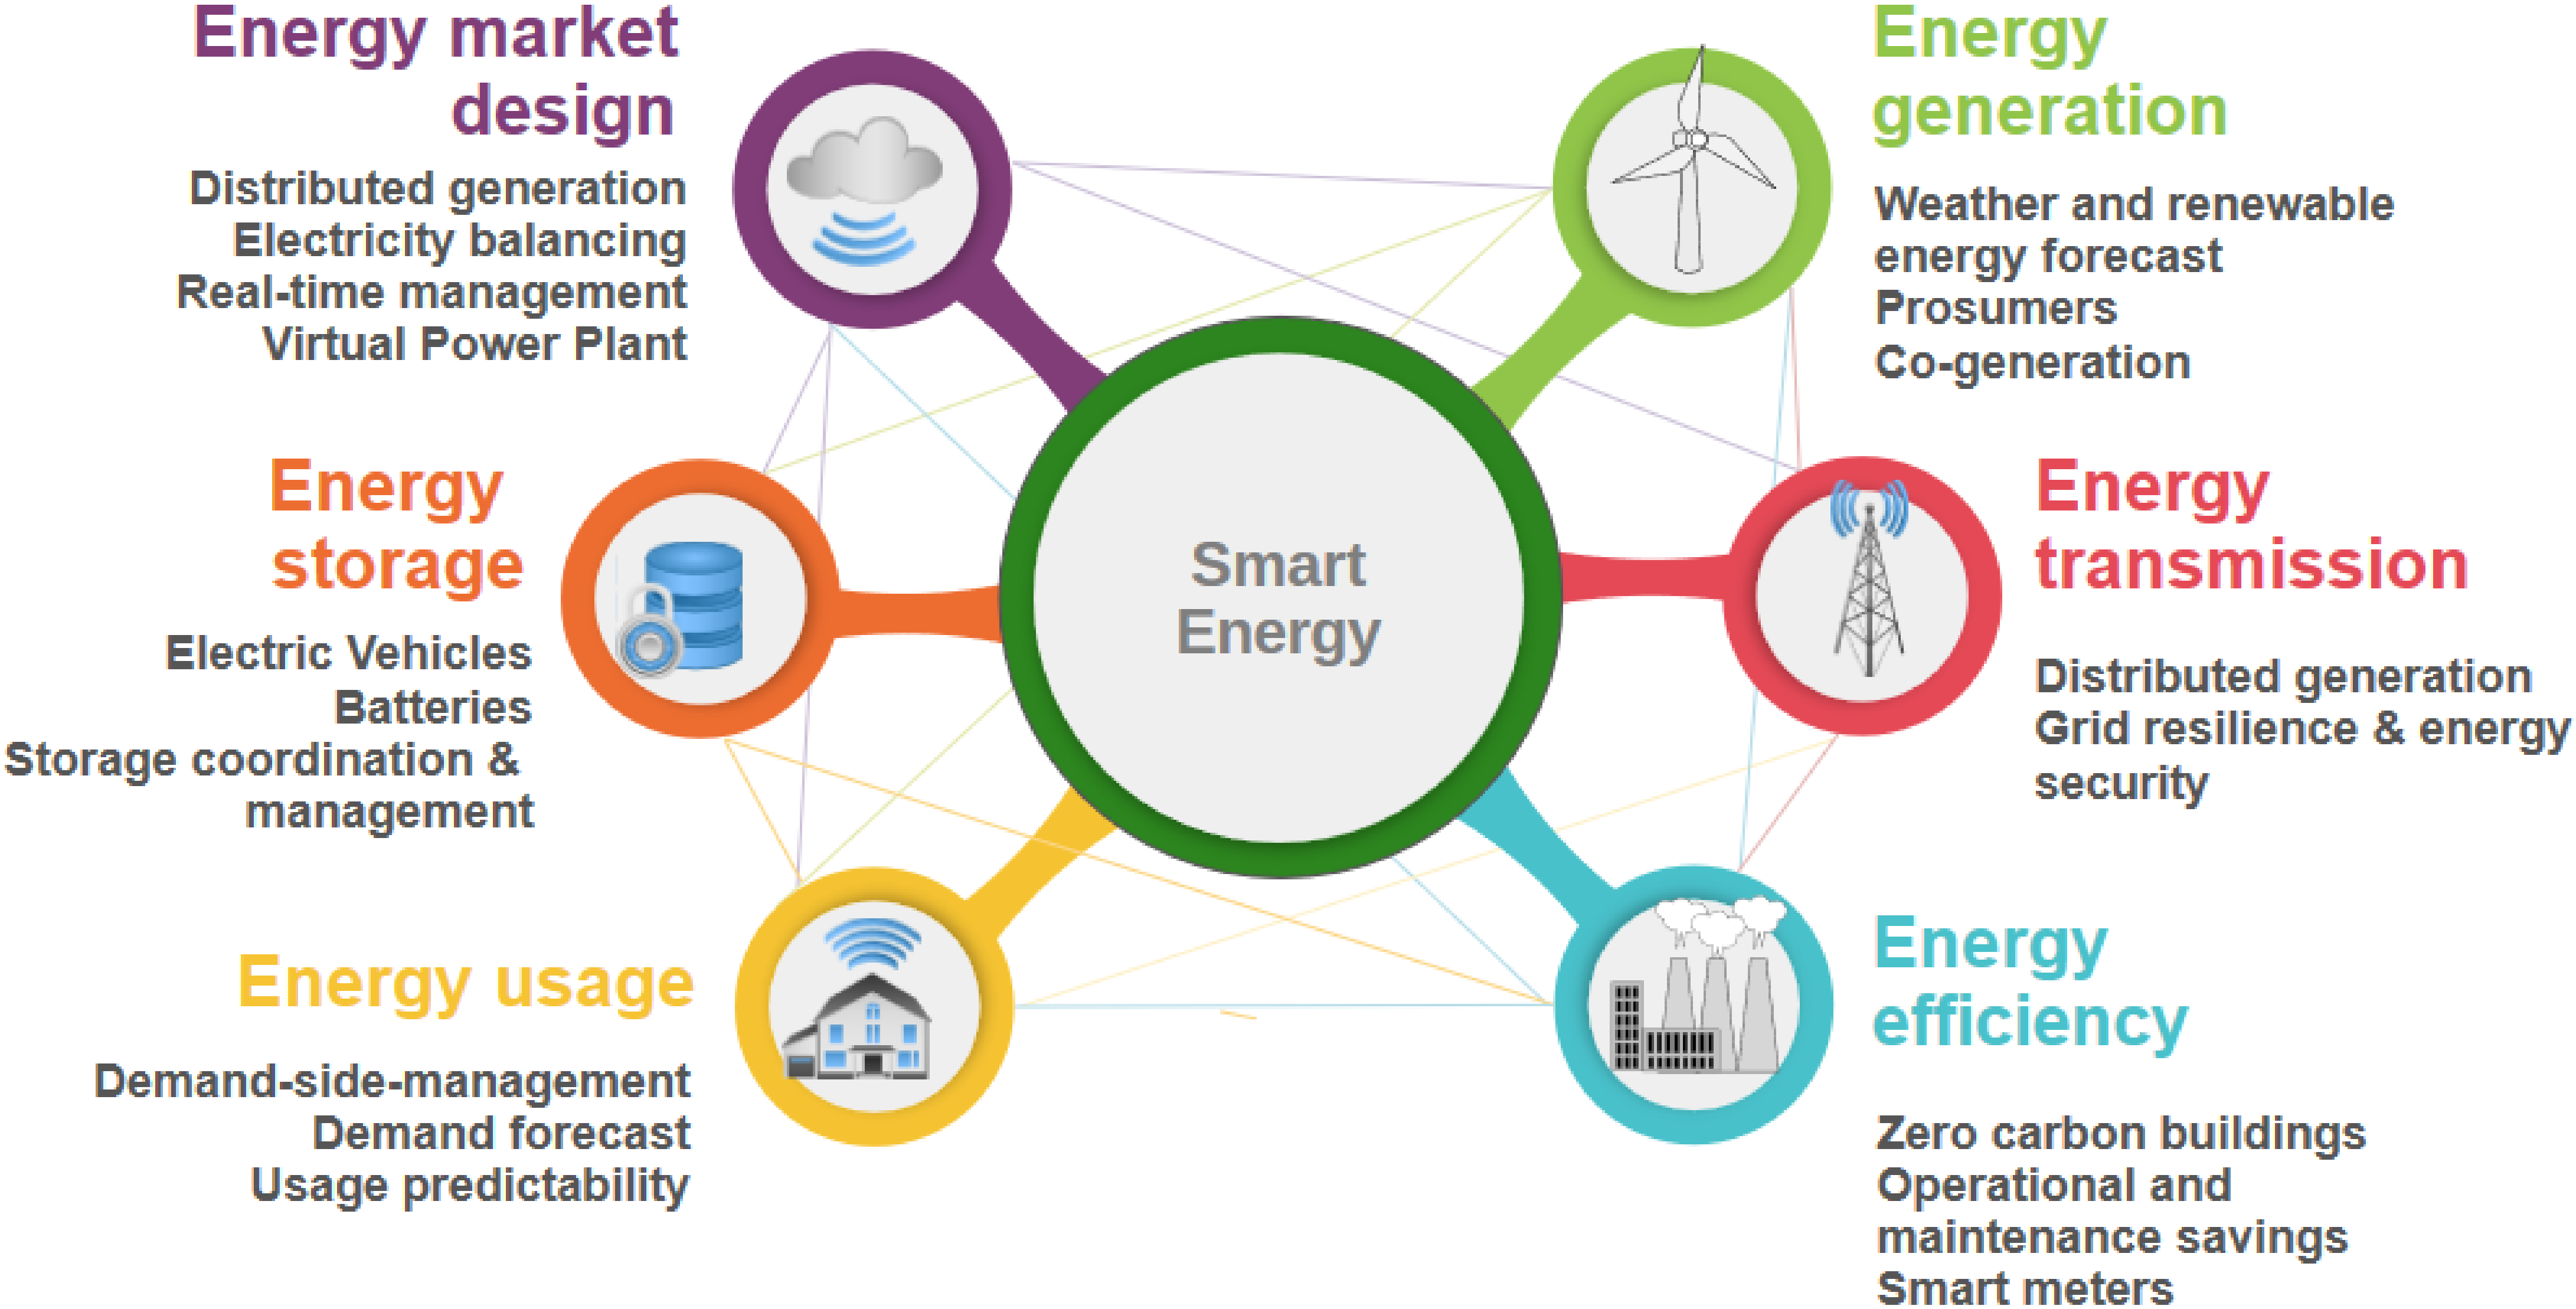 Energy market
design
Distributed generation
Electricity balancing
Real-time management
Virtual Power Plant
Energy
generation
Weather and renewable
energy forecast
Prosumers
Co-generation
Energy
storage
Electric Vehicles
Batteries
Storage coordination &
management
Smart
Energy
Energy
transmission
Distributed generation
Grid resilience & energy
security
Energy usage
Demand-side-management
Demand forecast
Usage predictability
Energy
efficiency
Zero carbon buildings
Operational and
maintenance savings
Smart meters